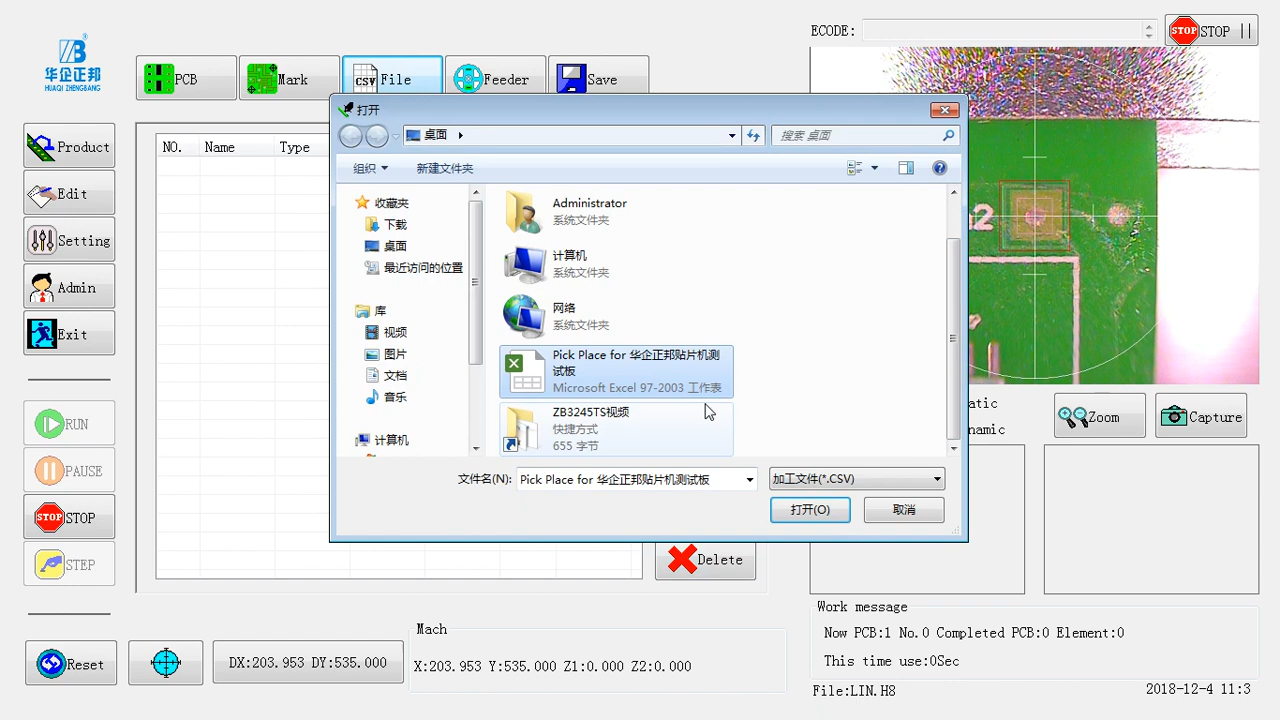 华企正邦
HUAQI ZHENGBANG
PCB
Mark
CSV File
Feeder
Save
ECODE:
STOP STOP
打开
桌面
搜索 桌面
组织 新建文件夹
收藏夹
下载
桌面
最近访问的位置
库
视频
图片
文档
音乐
计算机
Administrator
系统文件夹
计算机
系统文件夹
网络
系统文件夹
Pick Place for 华企正邦贴片机测
试板
Microsoft Excel 97-2003 工作表
ZB3245TS视频
快捷方式
655 字节
文件名(N): Pick Place for 华企正邦贴片机测试板
加工文件(*.CSV)
打开(O) 取消
NO. Name Type
Product
Edit
Setting
Admin
Exit
RUN
PAUSE
STOP STOP
STEP
Reset
DX:203.953 DY:535.000
Delete
Mach
X:203.953 Y:535.000 Z1:0.000 Z2:0.000
2
atic
namic
Zoom
Capture
Work message
Now PCB:1 No.0 Completed PCB:0 Element:0
This time use:0Sec
File:LIN.H8
2018-12-4 11:3